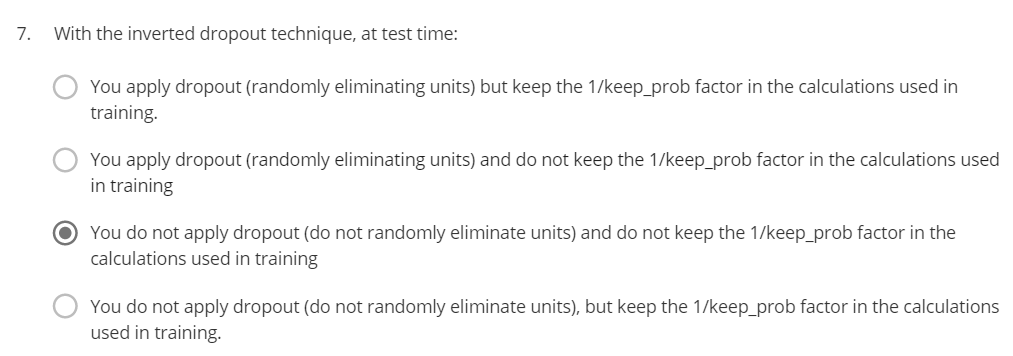 7. With the inverted dropout technique, at test time:
You apply dropout (randomly eliminating units) but keep the 1/keep_prob factor in the calculations used in
training.
You apply dropout (randomly eliminating units) and do not keep the 1/keep_prob factor in the calculations used
in training
You do not apply dropout (do not randomly eliminate units) and do not keep the 1/keep_prob factor in the
calculations used in training
You do not apply dropout (do not randomly eliminate units), but keep the 1/keep_prob factor in the calculations
used in training.